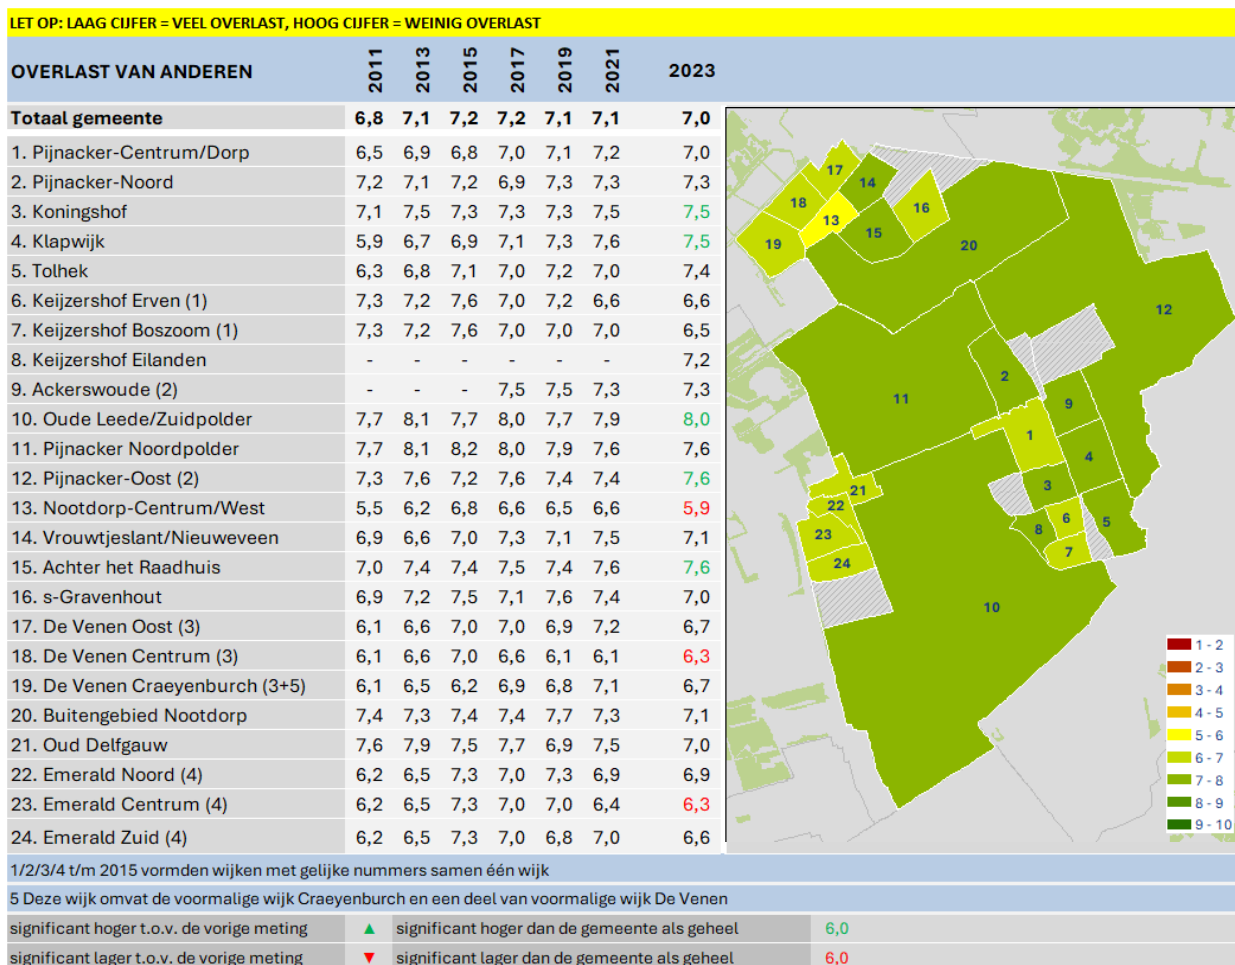 LET OP: LAAG CIJFER = VEEL OVERLAST, HOOG CIJFER = WEINIG OVERLAST
OVERLAST VAN ANDEREN 2011 2013 2015 2017 2019 2021 2023
Totaal gemeente 6,8 7,1 7,2 7,2 7,1 7,1 7,0
1. Pijnacker-Centrum/Dorp 6,5 6,9 6,8 7,0 7,1 7,2 7,0
2. Pijnacker-Noord 7,2 7,1 7,2 6,9 7,3 7,3 7,3
3. Koningshof 7,1 7,5 7,3 7,3 7,3 7,5 7,5
4. Klapwijk 5,9 6,7 6,9 7,1 7,3 7,6 7,5
5. Tolhek 6,3 6,8 7,1 7,0 7,2 7,0 7,4
6. Keijzershof Erven (1) 7,3 7,2 7,6 7,0 7,2 6,6 6,6
7. Keijzershof Boszoom (1) 7,3 7,2 7,6 7,0 7,0 7,0 6,5
8. Keijzershof Eilanden - - - - - - 7,2
9. Ackerswoude (2) - - - 7,5 7,5 7,3 7,3
10. Oude Leede/Zuidpolder 7,7 8,1 7,7 8,0 7,7 7,9 8,0
11. Pijnacker Noordpolder 7,7 8,1 8,2 8,0 7,9 7,6 7,6
12. Pijnacker-Oost (2) 7,3 7,6 7,2 7,6 7,4 7,4 7,6
13. Nootdorp-Centrum/West 5,5 6,2 6,8 6,6 6,5 6,6 5,9
14. Vrouwtjeslant/Nieuweveen 6,9 6,6 7,0 7,3 7,1 7,5 7,1
15. Achter het Raadhuis 7,0 7,4 7,4 7,5 7,4 7,6 7,6
16. s-Gravenhout 6,9 7,2 7,5 7,1 7,6 7,4 7,0
17. De Venen Oost (3) 6,1 6,6 7,0 7,0 6,9 7,2 6,7
18. De Venen Centrum (3) 6,1 6,6 7,0 6,6 6,1 6,1 6,3
19. De Venen Craeyenburch (3+5) 6,1 6,5 6,2 6,9 6,8 7,1 6,7
20. Buitengebied Nootdorp 7,4 7,3 7,4 7,4 7,7 7,3 7,1
21. Oud Delfgauw 7,6 7,9 7,5 7,7 6,9 7,5 7,0
22. Emerald Noord (4) 6,2 6,5 7,3 7,0 7,3 6,9 6,9
23. Emerald Centrum (4) 6,2 6,5 7,3 7,0 7,0 6,4 6,3
24. Emerald Zuid (4) 6,2 6,5 7,3 7,0 6,8 7,0 6,6
17
14
18
16
13
15
19
20
12
2
11
9
1
4
3
21
22
6
5
8
23
7
24
10
1 - 2
2 - 3
3 - 4
4 - 5
5 - 6
6 - 7
7 - 8
8 - 9
9 - 10
1/2/3/4 t/m 2015 vormden wijken met gelijke nummers samen één wijk
5 Deze wijk omvat de voormalige wijk Craeyenburch en een deel van voormalige wijk De Venen
significant hoger t.o.v. de vorige meting ▲ significant hoger dan de gemeente als geheel 6,0
significant lager t.o.v. de vorige meting ▼ significant lager dan de gemeente als geheel 6,0